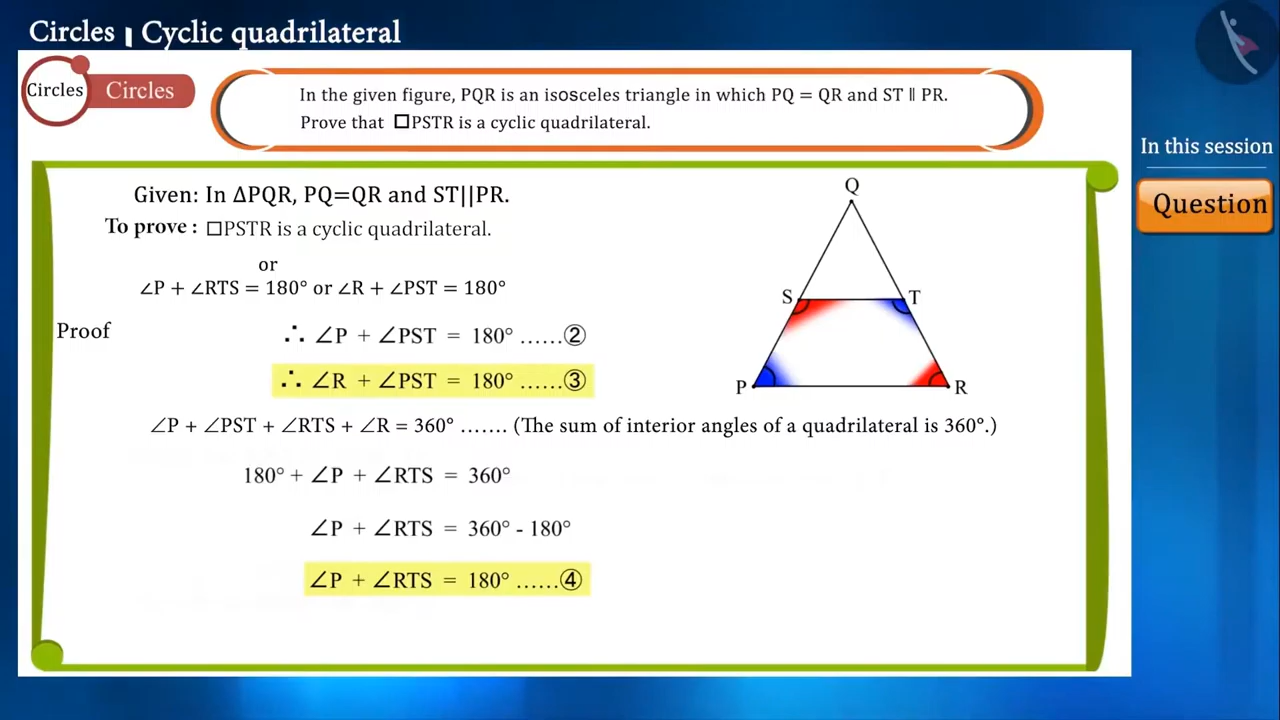 Circles | Cyclic quadrilateral
Circles
Circles
In the given figure, PQR is an isosceles triangle in which PQ = QR and ST ∥ PR.
Prove that □PSTR is a cyclic quadrilateral.
In this session
Question
Given: In ΔPQR, PQ=QR and ST||PR.
To prove : □PSTR is a cyclic quadrilateral.
or
∠P + ∠RTS = 180° or ∠R + ∠PST = 180°
Proof
∴ ∠P + ∠PST = 180° ......②
∴ ∠R + ∠PST = 180° ......③
∠P + ∠PST + ∠RTS + ∠R = 360° ....... (The sum of interior angles of a quadrilateral is 360°.)
180° + ∠P + ∠RTS = 360°
∠P + ∠RTS = 360° - 180°
∠P + ∠RTS = 180° ......④
Q
S
T
P
R